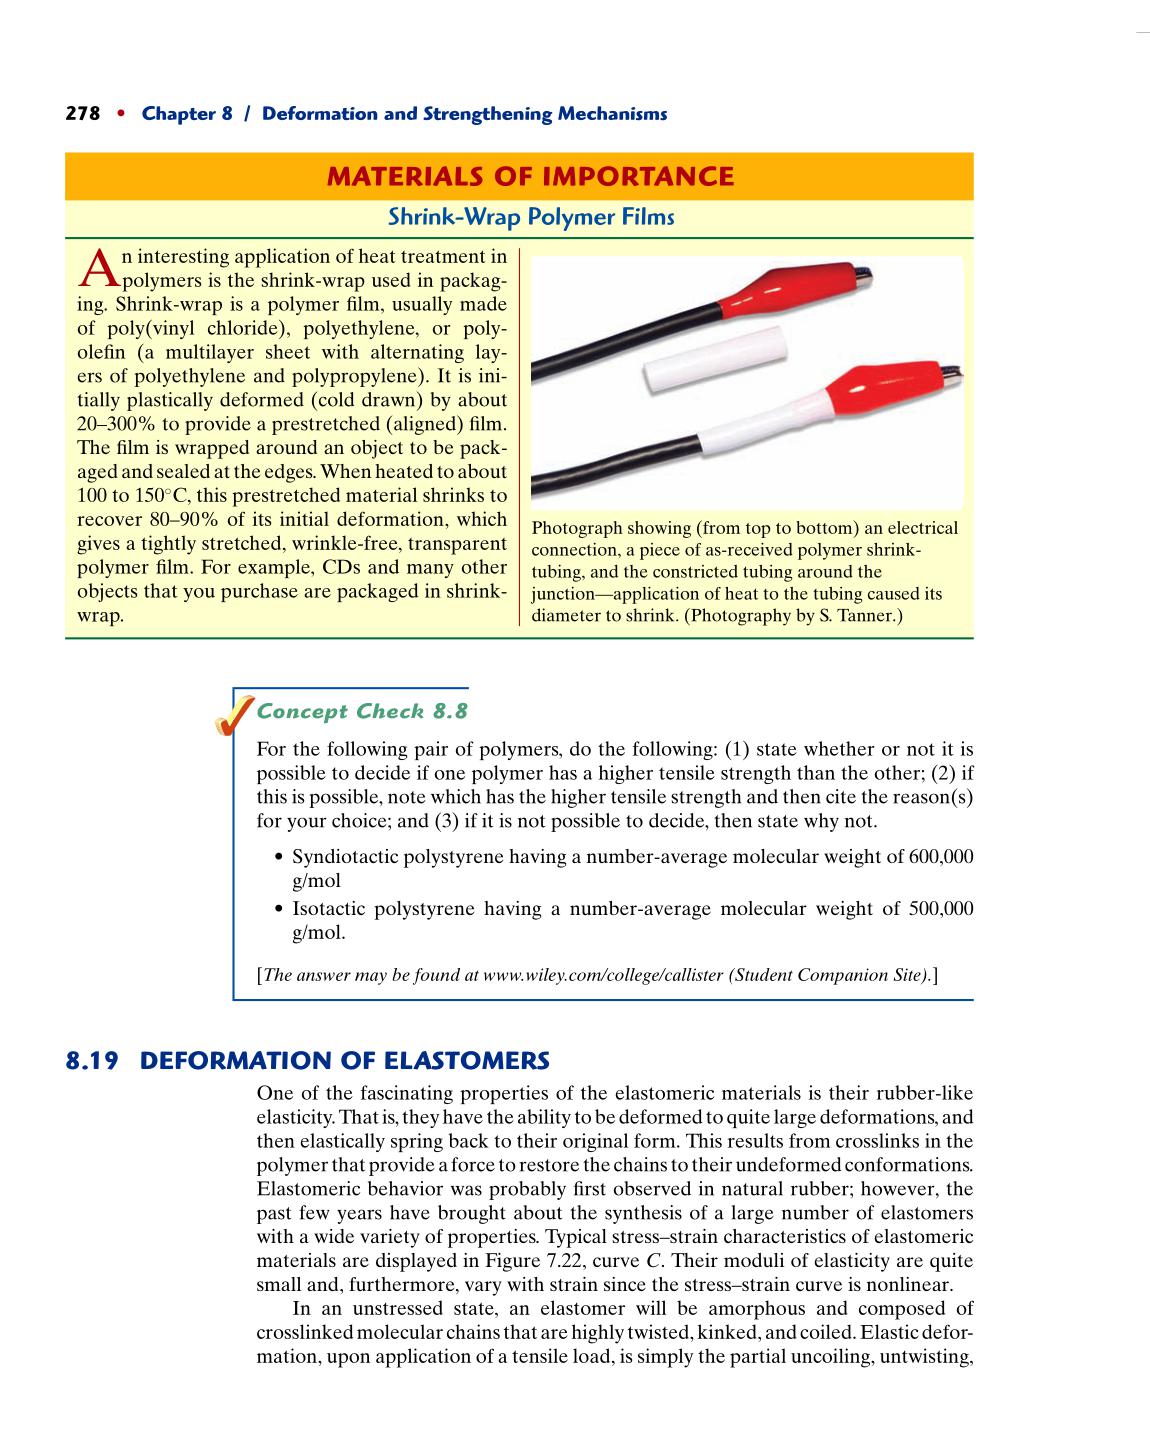 278 • Chapter 8 / Deformation and Strengthening Mechanisms
MATERIALS OF IMPORTANCE
Shrink-Wrap Polymer Films
An interesting application of heat treatment in
polymers is the shrink-wrap used in packag-
ing. Shrink-wrap is a polymer film, usually made
of poly(vinyl chloride), polyethylene, or poly-
olefin (a multilayer sheet with alternating lay-
ers of polyethylene and polypropylene). It is ini-
tially plastically deformed (cold drawn) by about
20–300% to provide a prestretched (aligned) film.
The film is wrapped around an object to be pack-
aged and sealed at the edges. When heated to about
100 to 150°C, this prestretched material shrinks to
recover 80–90% of its initial deformation, which
gives a tightly stretched, wrinkle-free, transparent
polymer film. For example, CDs and many other
objects that you purchase are packaged in shrink-
wrap.
Photograph showing (from top to bottom) an electrical
connection, a piece of as-received polymer shrink-
tubing, and the constricted tubing around the
junction—application of heat to the tubing caused its
diameter to shrink. (Photography by S. Tanner.)
Concept Check 8.8
For the following pair of polymers, do the following: (1) state whether or not it is
possible to decide if one polymer has a higher tensile strength than the other; (2) if
this is possible, note which has the higher tensile strength and then cite the reason(s)
for your choice; and (3) if it is not possible to decide, then state why not.
• Syndiotactic polystyrene having a number-average molecular weight of 600,000
g/mol
• Isotactic polystyrene having a number-average molecular weight of 500,000
g/mol.
[The answer may be found at www.wiley.com/college/callister (Student Companion Site).]
8.19 DEFORMATION OF ELASTOMERS
One of the fascinating properties of the elastomeric materials is their rubber-like
elasticity. That is, they have the ability to be deformed to quite large deformations, and
then elastically spring back to their original form. This results from crosslinks in the
polymer that provide a force to restore the chains to their undeformed conformations.
Elastomeric behavior was probably first observed in natural rubber; however, the
past few years have brought about the synthesis of a large number of elastomers
with a wide variety of properties. Typical stress–strain characteristics of elastomeric
materials are displayed in Figure 7.22, curve C. Their moduli of elasticity are quite
small and, furthermore, vary with strain since the stress–strain curve is nonlinear.
In an unstressed state, an elastomer will be amorphous and composed of
crosslinked molecular chains that are highly twisted, kinked, and coiled. Elastic defor-
mation, upon application of a tensile load, is simply the partial uncoiling, untwisting,